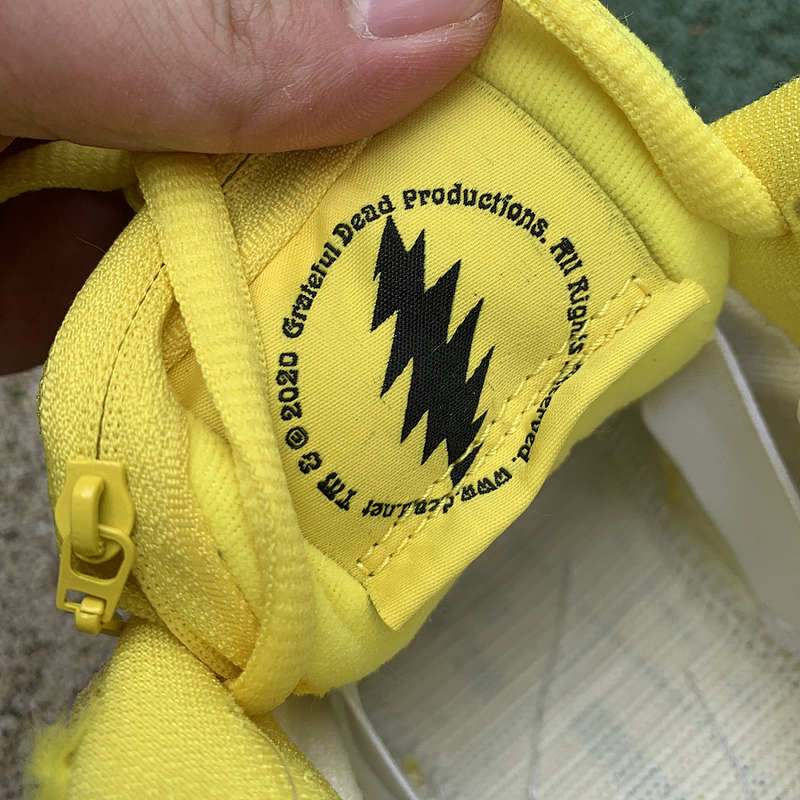 TM & © 2020 Grateful Dead Productions. All Rights Reserved. www.dead.net